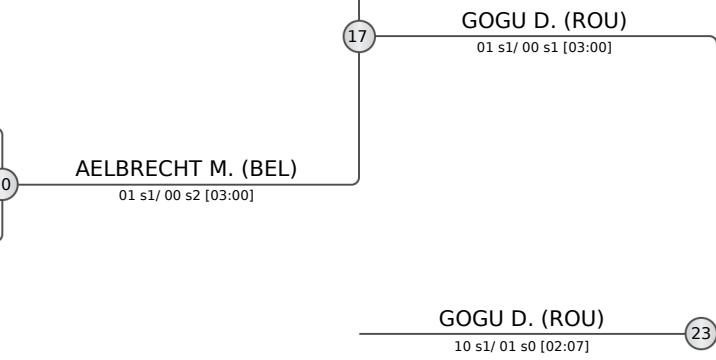 17
GOGU D. (ROU)
01 s1/ 00 s1 [03:00]
0
AELBRECHT M. (BEL)
01 s1/ 00 s2 [03:00]
GOGU D. (ROU)
10 s1/ 01 s0 [02:07]
23